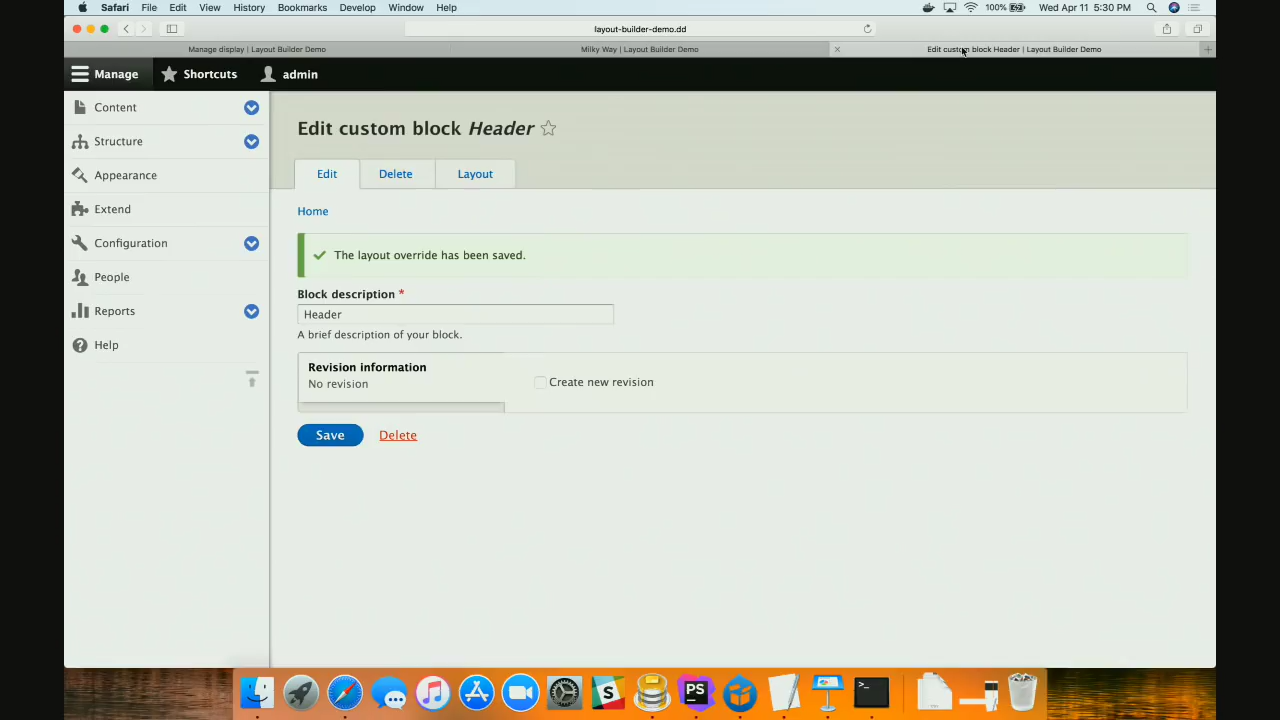 Safari File Edit View History Bookmarks Develop Window Help 100% Wed Apr 11 5:30 PM
layout-builder-demo.dd
Manage display | Layout Builder Demo
Milky Way | Layout Builder Demo
Edit custom block Header | Layout Builder Demo
Manage Shortcuts admin
Content
Structure
Appearance
Extend
Configuration
People
Reports
Help
Edit custom block Header
Edit Delete Layout
Home
The layout override has been saved.
Block description *
Header
A brief description of your block.
Revision information
No revision
Create new revision
Save Delete
PS
>_